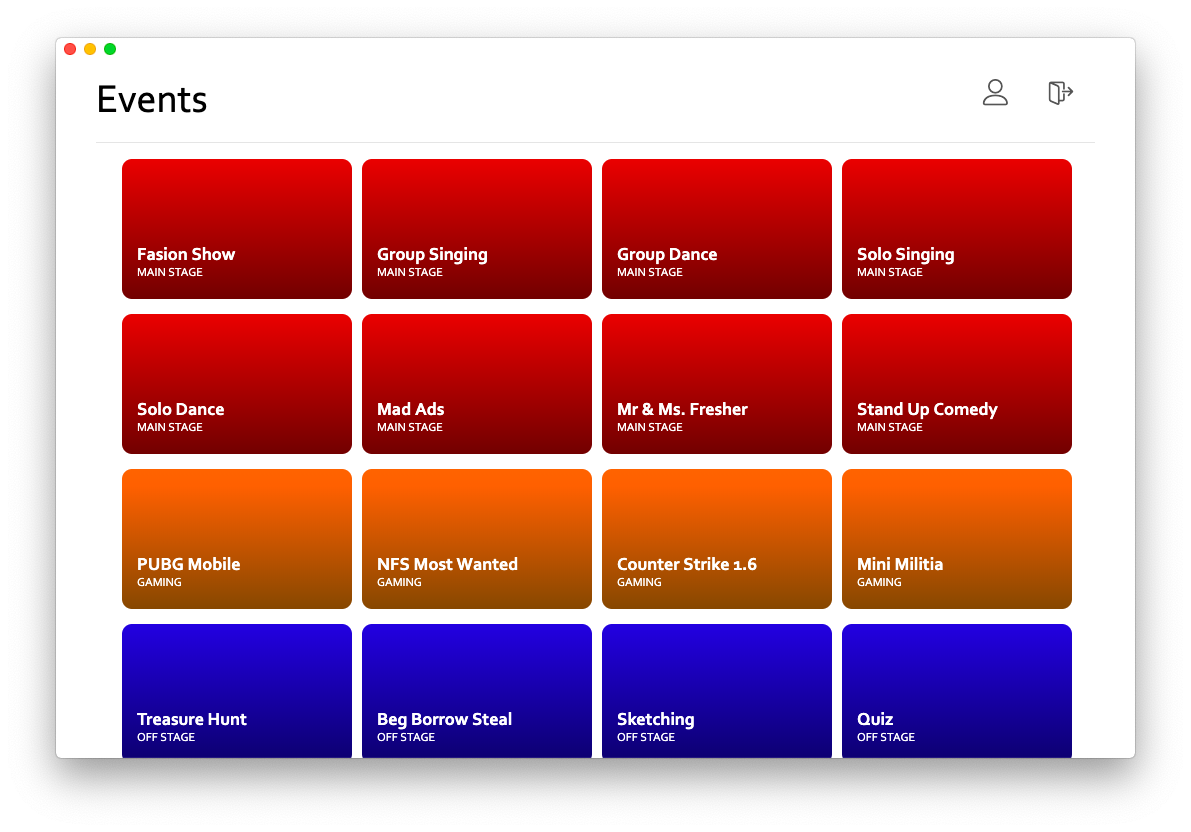 Events
Fasion Show
MAIN STAGE
Group Singing
MAIN STAGE
Group Dance
MAIN STAGE
Solo Singing
MAIN STAGE
Solo Dance
MAIN STAGE
Mad Ads
MAIN STAGE
Mr & Ms. Fresher
MAIN STAGE
Stand Up Comedy
MAIN STAGE
PUBG Mobile
GAMING
NFS Most Wanted
GAMING
Counter Strike 1.6
GAMING
Mini Militia
GAMING
Treasure Hunt
OFF STAGE
Beg Borrow Steal
OFF STAGE
Sketching
OFF STAGE
Quiz
OFF STAGE